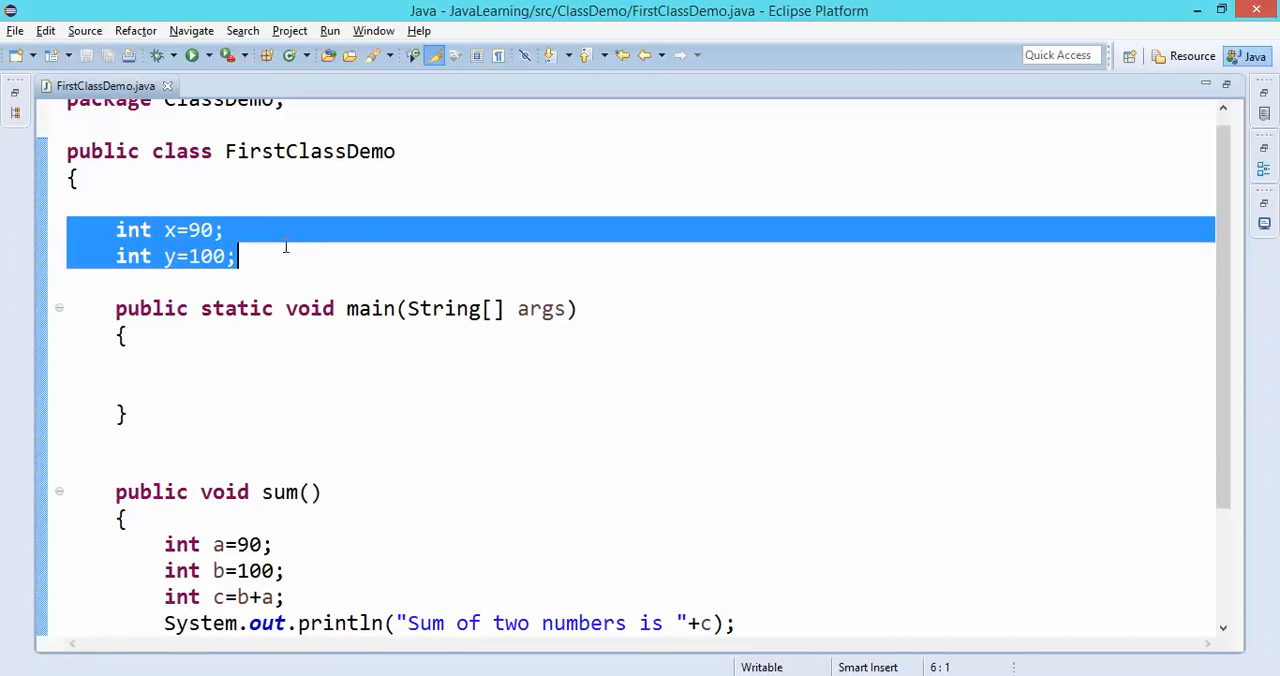 Java - JavaLearning/src/ClassDemo/FirstClassDemo.java - Eclipse Platform
File Edit Source Refactor Navigate Search Project Run Window Help
Quick Access Resource Java
FirstClassDemo.java
package ClassDemo;
public class FirstClassDemo
{
int x=90;
int y=100;
public static void main(String[] args)
{
}
public void sum()
{
int a=90;
int b=100;
int c=b+a;
System.out.println("Sum of two numbers is "+c);
Writable Smart Insert 6 : 1